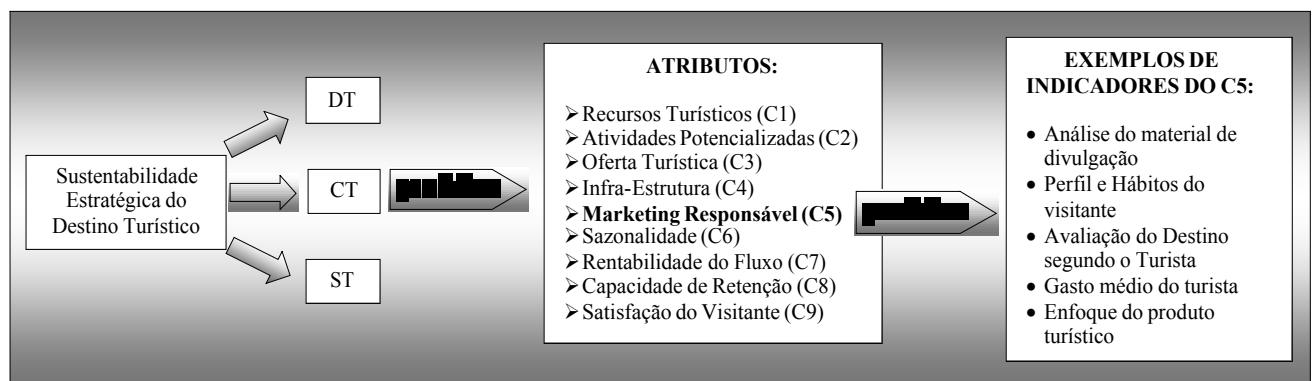 Sustentabilidade
Estratégica do
Destino Turístico
DT
CT
ST
ATRIBUTOS:
➢Recursos Turísticos (C1)
➢Atividades Potencializadas (C2)
➢Oferta Turística (C3)
➢Infra-Estrutura (C4)
➢Marketing Responsável (C5)
➢Sazonalidade (C6)
➢Rentabilidade do Fluxo (C7)
➢Capacidade de Retenção (C8)
➢Satisfação do Visitante (C9)
EXEMPLOS DE
INDICADORES DO C5:
• Análise do material de
divulgação
• Perfil e Hábitos do
visitante
• Avaliação do Destino
segundo o Turista
• Gasto médio do turista
• Enfoque do produto
turístico